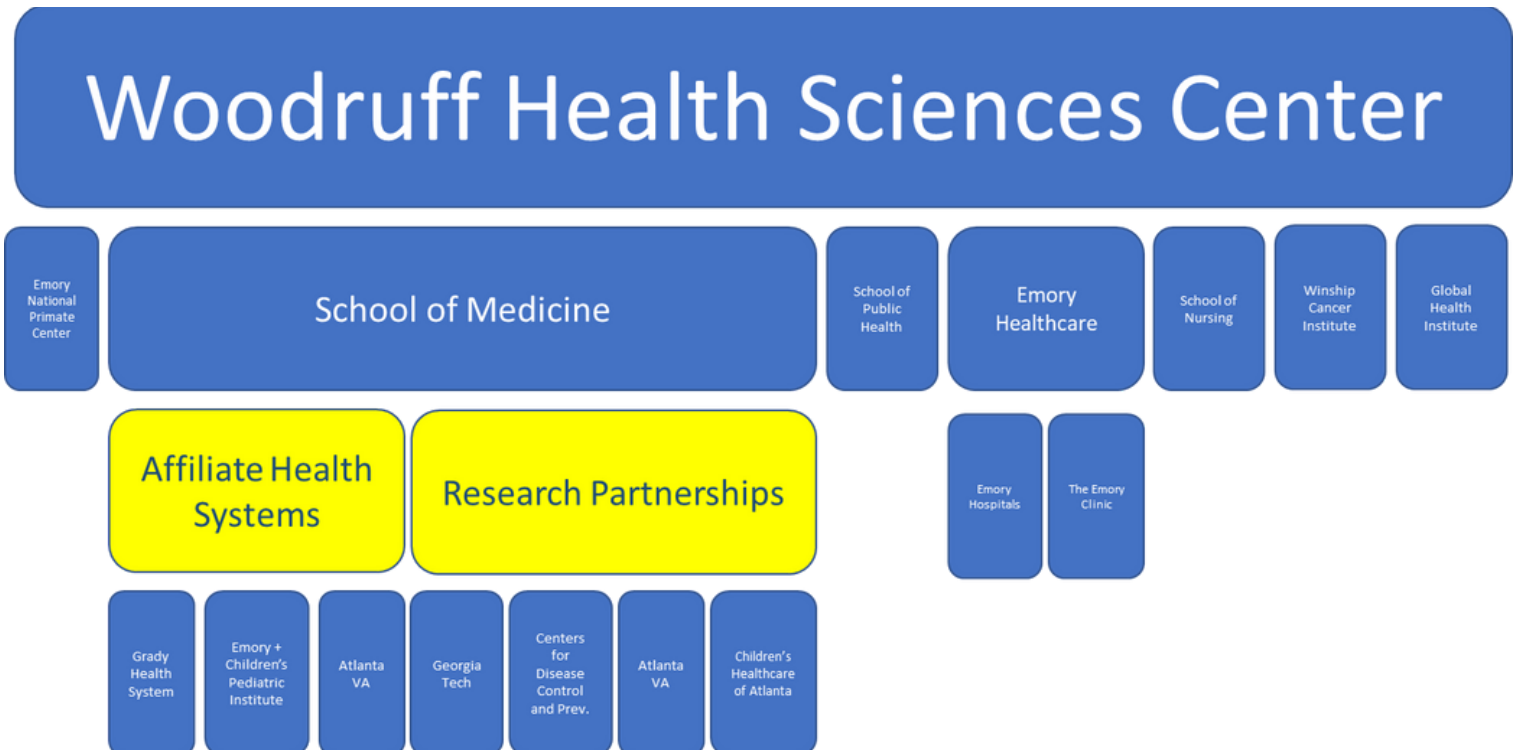 Woodruff Health Sciences Center
Emory
National
Primate
Center
School of Medicine
School of
Public
Health
Emory
Healthcare
School of
Nursing
Winship
Cancer
Institute
Global
Health
Institute
Affiliate Health
Systems
Research Partnerships
Emory
Hospitals
The Emory
Clinic
Grady
Health
System
Emory +
Children's
Pediatric
Institute
Atlanta
VA
Georgia
Tech
Centers
for
Disease
Control
and Prev.
Atlanta
VA
Children's
Healthcare
of Atlanta